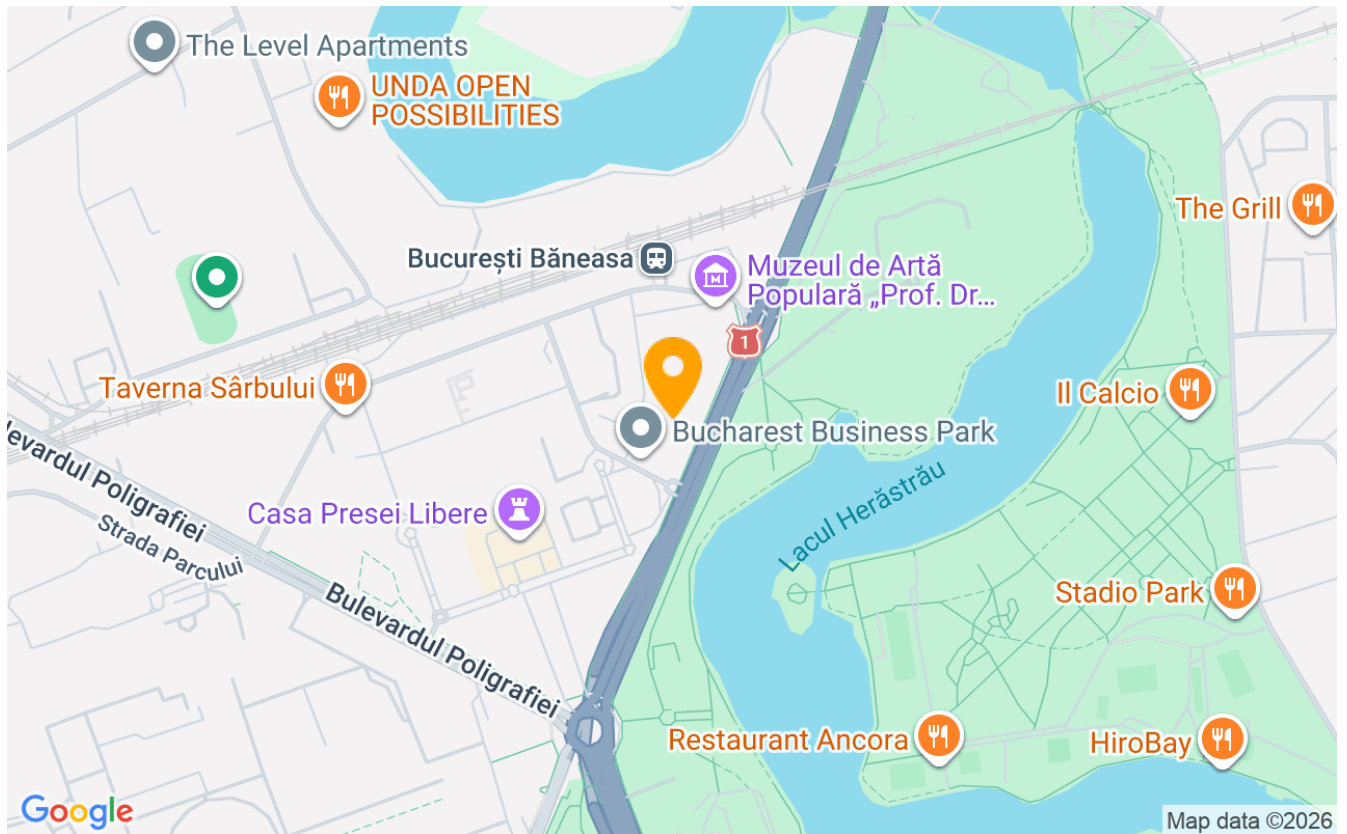 The Level Apartments
UNDA OPEN
POSSIBILITIES
The Grill
București Băneasa
Muzeul de Artă
Populară „Prof. Dr...
1
Taverna Sârbului
Il Calcio
Bucharest Business Park
levardul Poligrafiei
Casa Presei Libere
Lacul Herăstrău
Strada Parcului
Stadio Park
Bulevardul Poligrafiei
Restaurant Ancora
HiroBay
Google
Map data ©2026